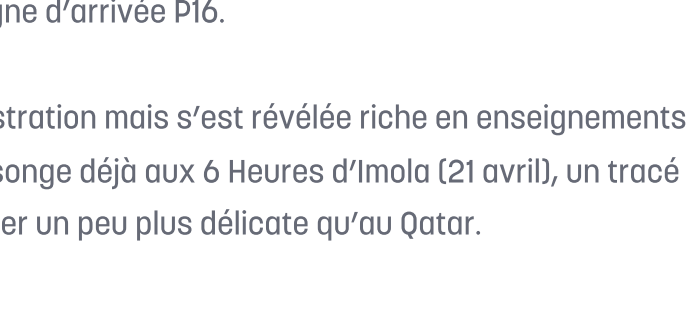 gne d’arrivée P16.
stration mais s’est révélée riche en enseignements
songe déjà aux 6 Heures d’Imola (21 avril), un tracé
er un peu plus délicate qu’au Qatar.